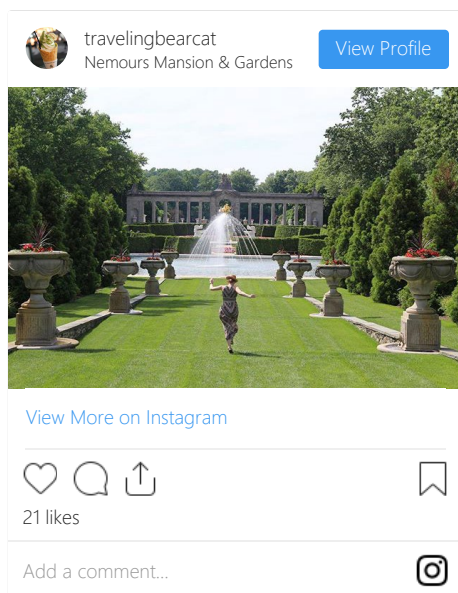 travelingbearcat
Nemours Mansion & Gardens
View Profile
View More on Instagram
21 likes
Add a comment...